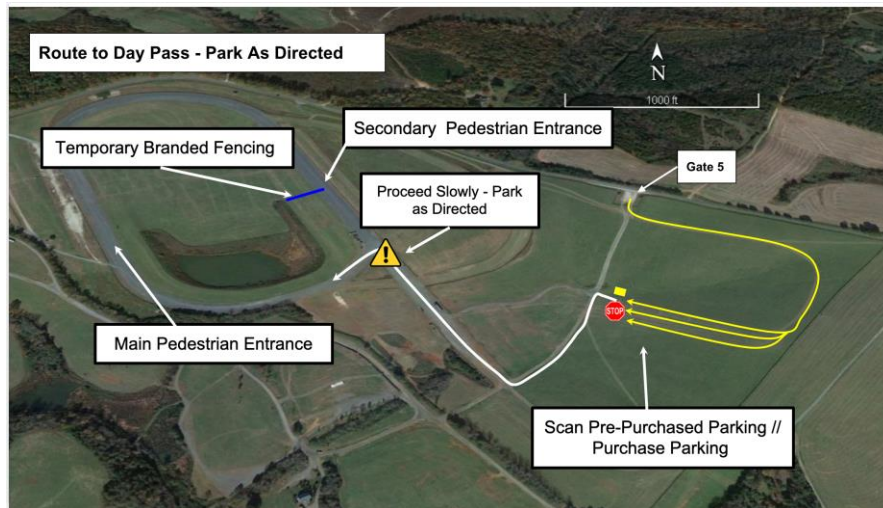 Route to Day Pass - Park As Directed
N
1000 ft
Secondary Pedestrian Entrance
Temporary Branded Fencing
Gate 5
Proceed Slowly - Park
as Directed
STOP
Main Pedestrian Entrance
Scan Pre-Purchased Parking //
Purchase Parking